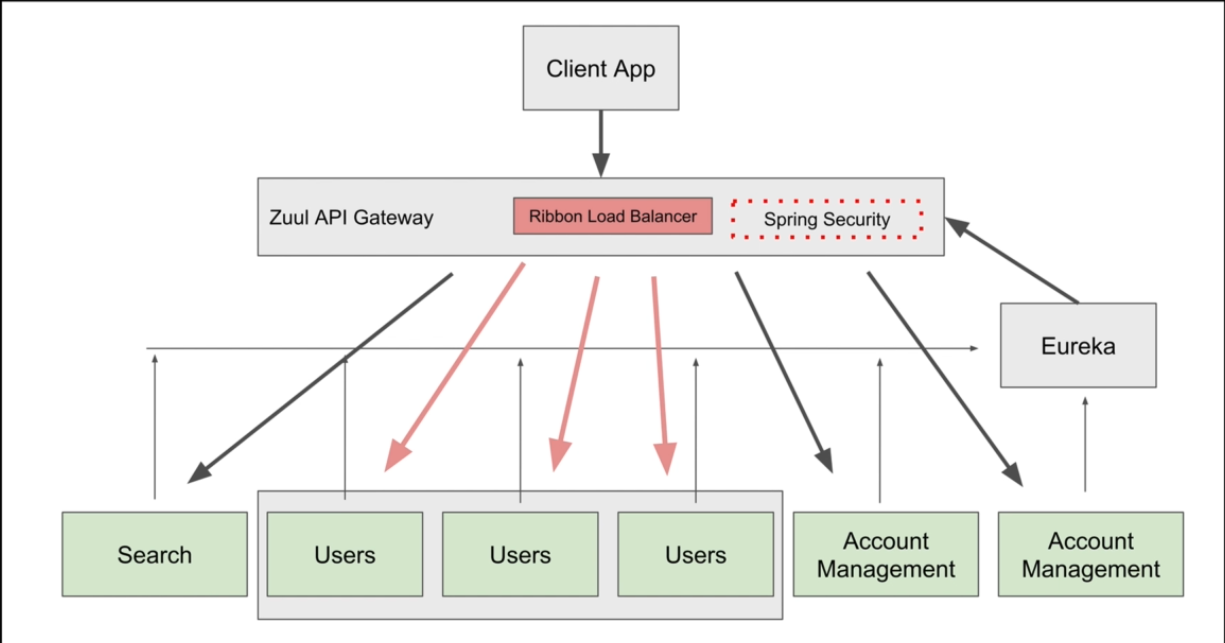 Client App
Zuul API Gateway
Ribbon Load Balancer
Spring Security
Eureka
Search
Users
Users
Users
Account
Management
Account
Management